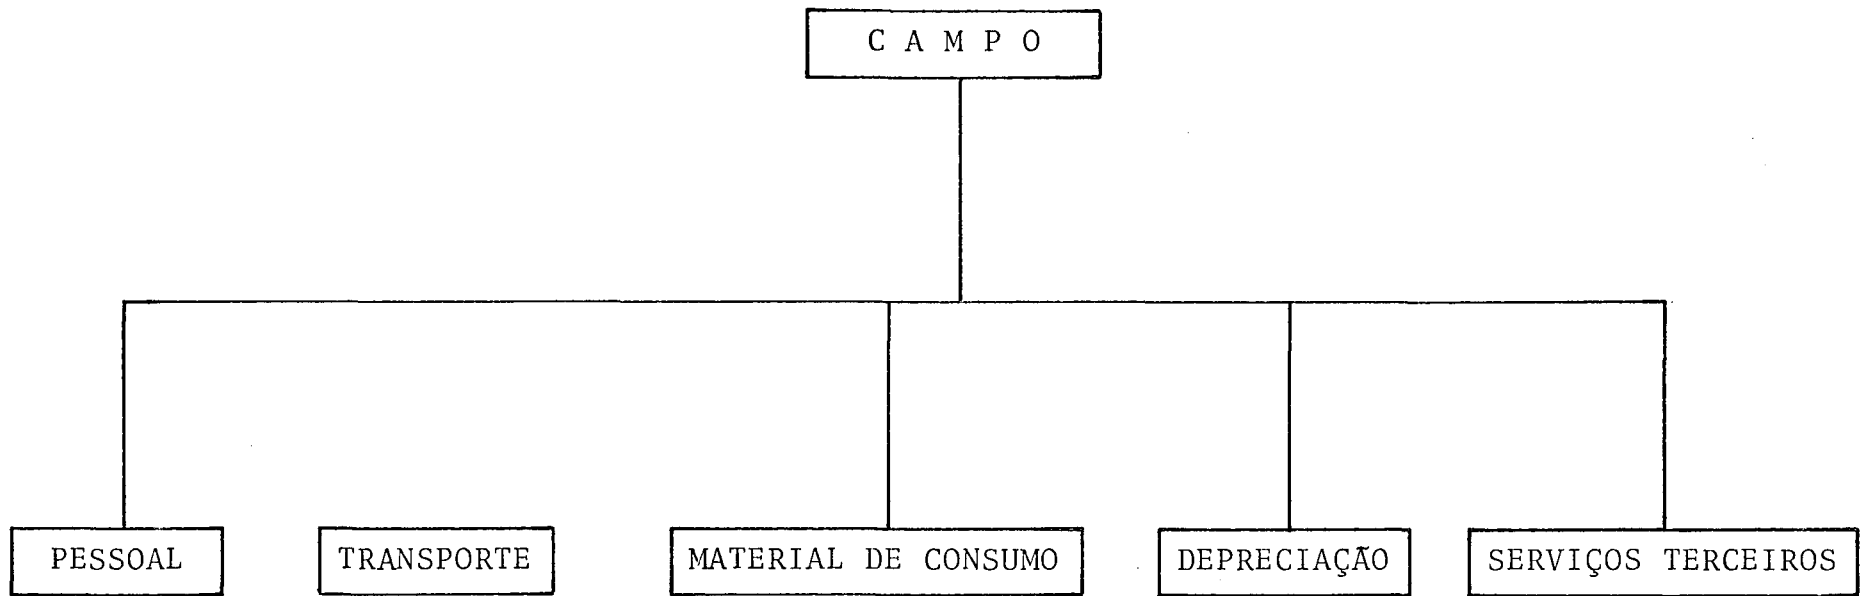 C A M P O
PESSOAL
TRANSPORTE
MATERIAL DE CONSUMO
DEPRECIAÇÃO
SERVIÇOS TERCEIROS